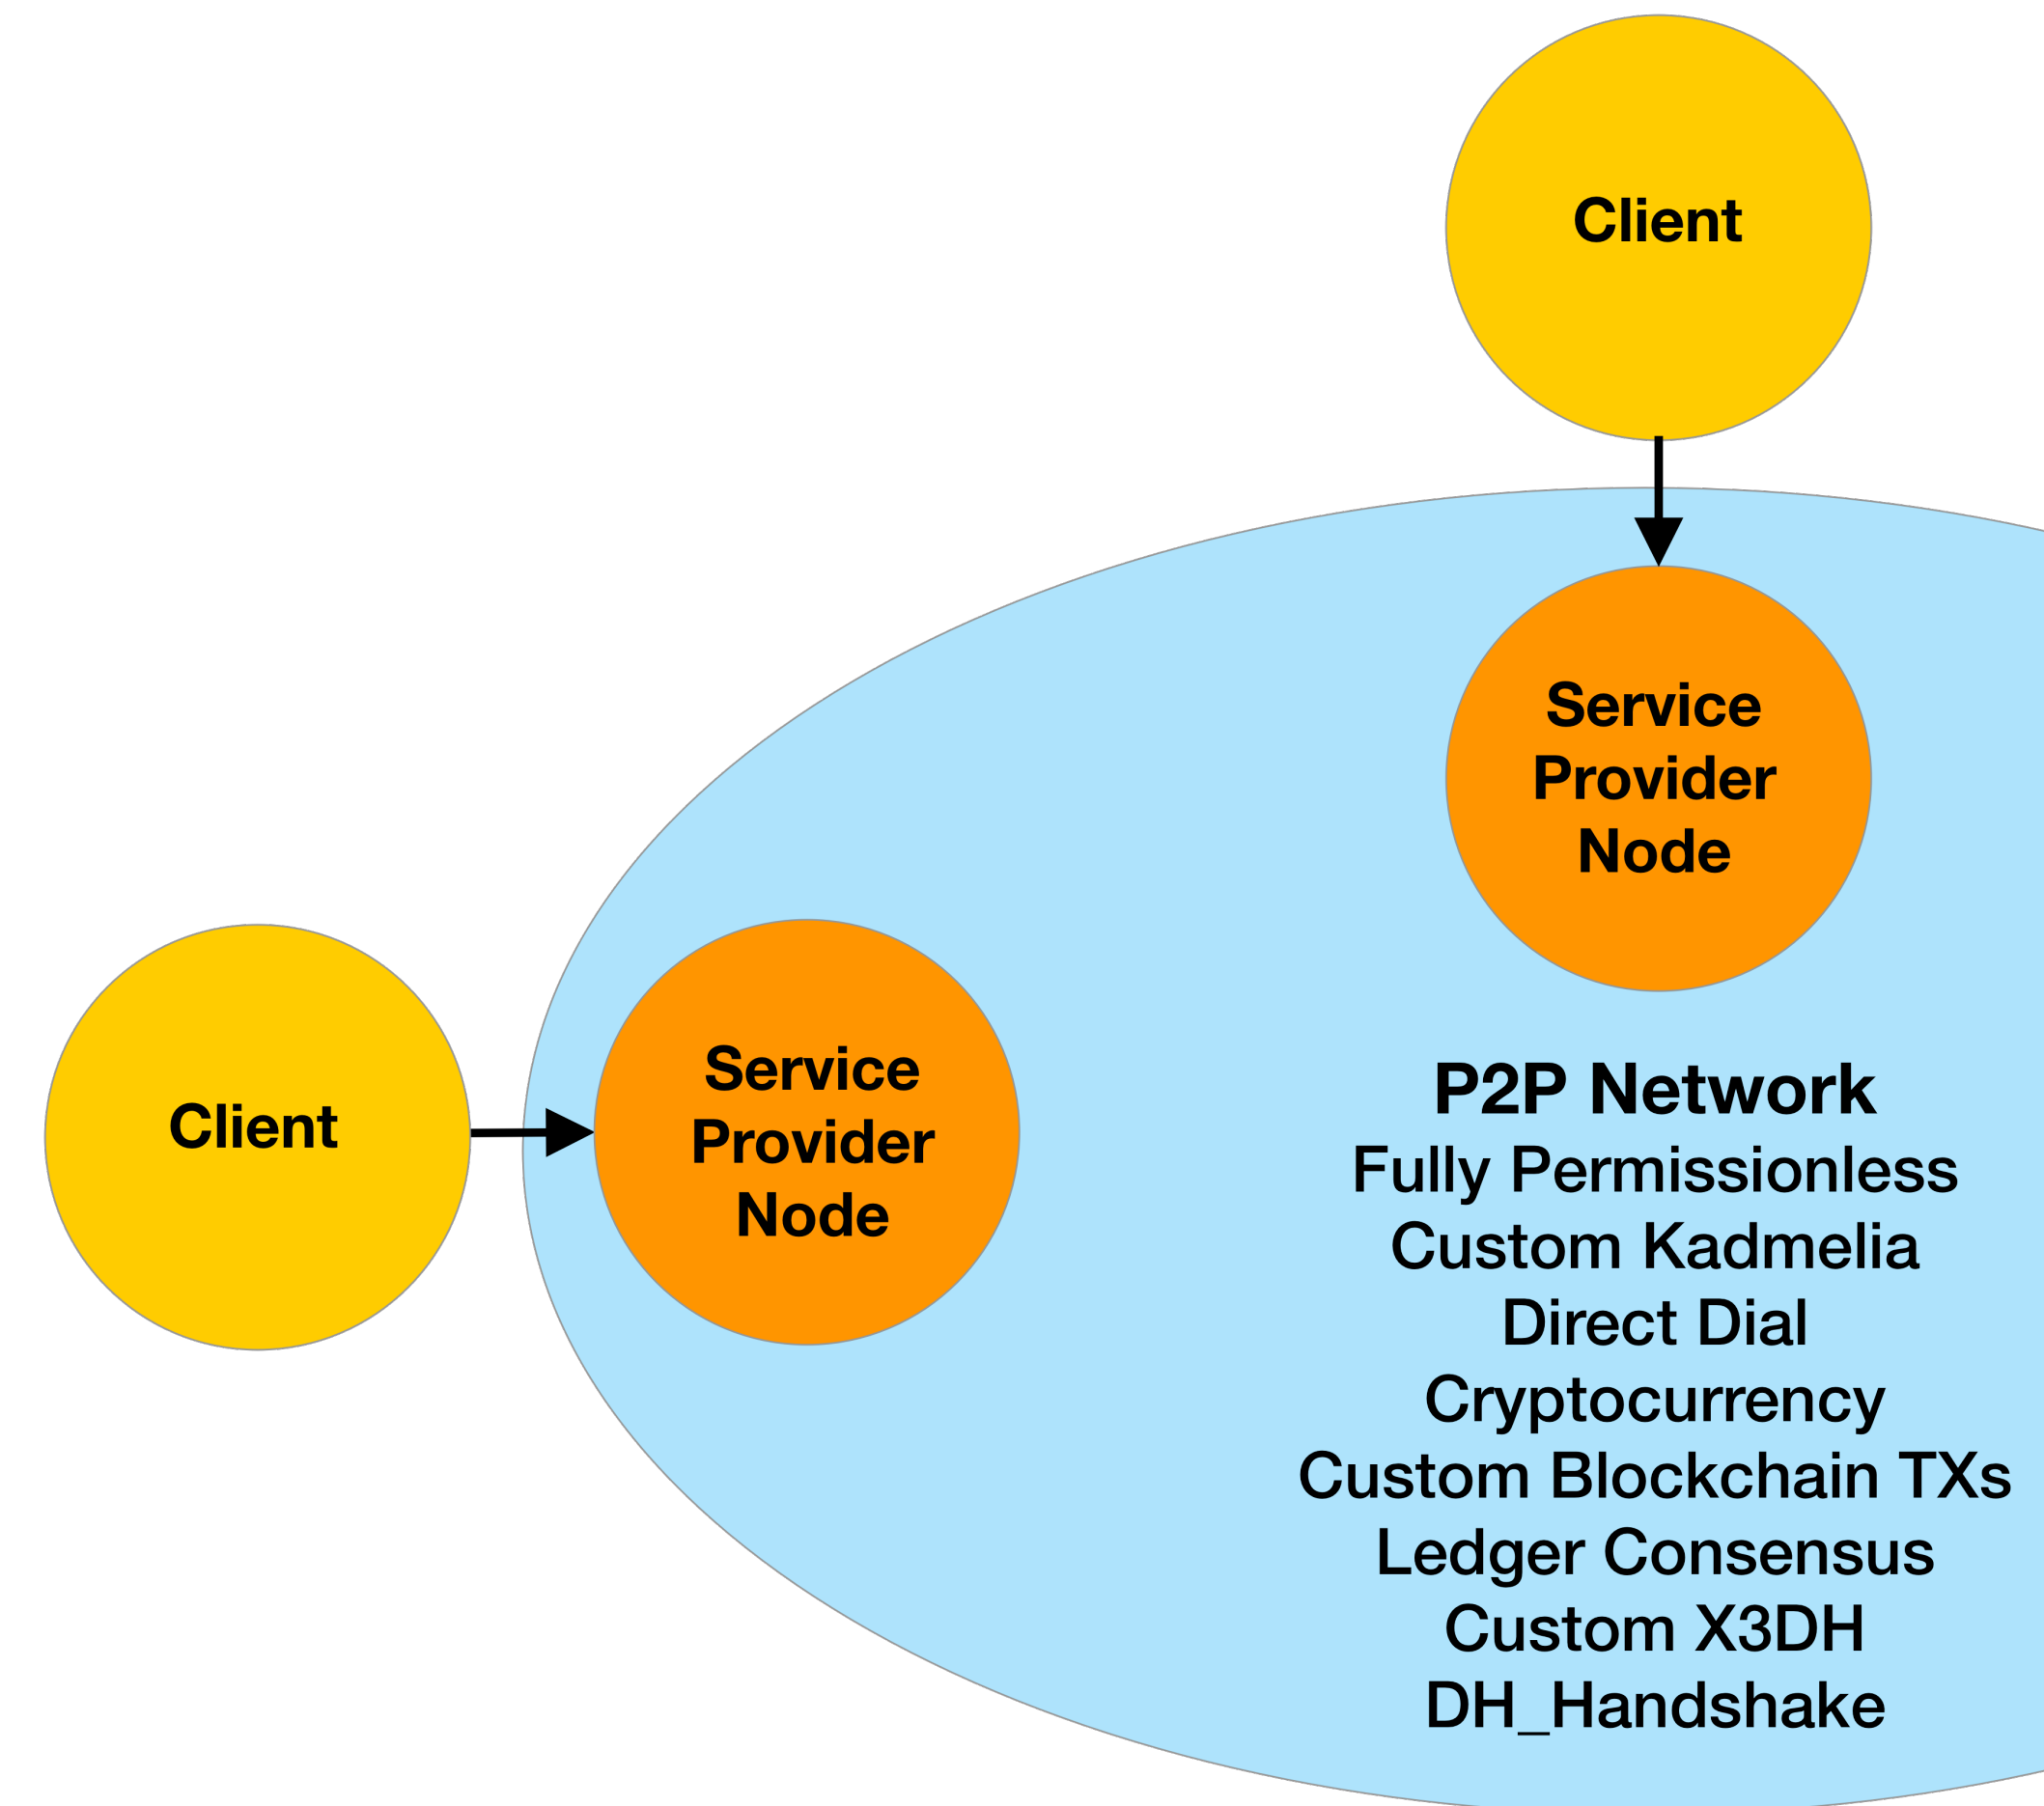 Client
Service
Provider
Node
Client
Service
Provider
Node
P2P Network
Fully Permissionless
Custom Kadmelia
Direct Dial
Cryptocurrency
Custom Blockchain TXs
Ledger Consensus
Custom X3DH
DH_Handshake